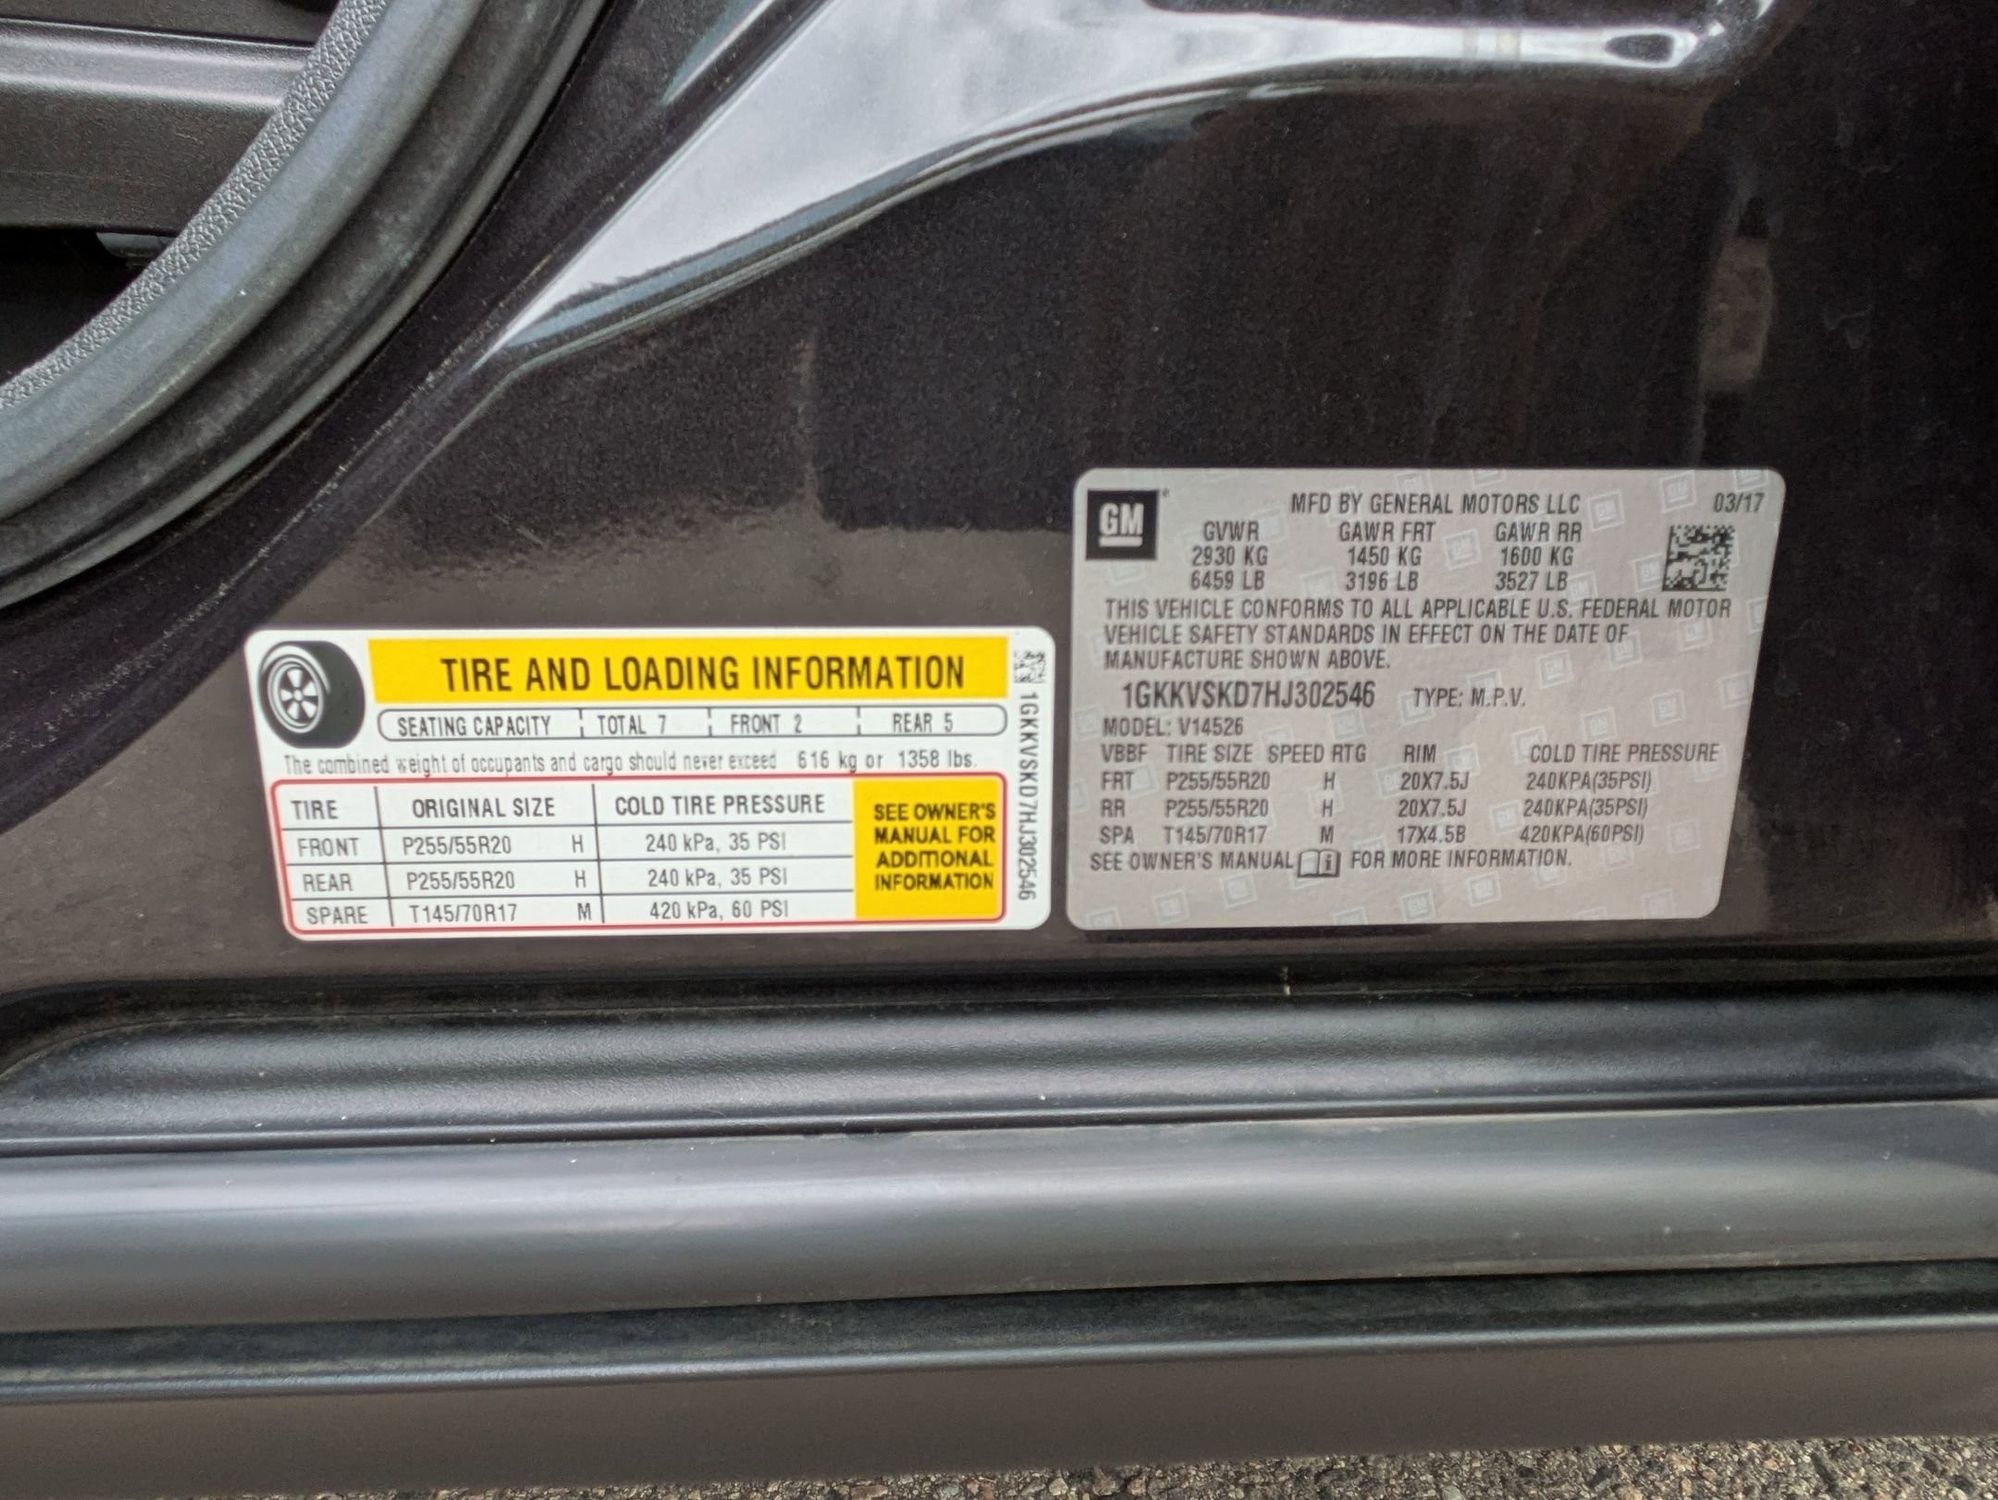 TIRE AND LOADING INFORMATION
SEATING CAPACITY TOTAL 7 FRONT 2 REAR 5
The combined weight of occupants and cargo should never exceed 616 kg or 1358 lbs.
TIRE ORIGINAL SIZE COLD TIRE PRESSURE
FRONT P255/55R20 H 240 kPa, 35 PSI
REAR P255/55R20 H 240 kPa, 35 PSI
SPARE T145/70R17 M 420 kPa, 60 PSI
SEE OWNER'S
MANUAL FOR
ADDITIONAL
INFORMATION
1GKKVSKD7HJ302546
GM
MFD BY GENERAL MOTORS LLC 03/17
GVWR GAWR FRT GAWR RR
2930 KG 1450 KG 1600 KG
6459 LB 3196 LB 3527 LB
THIS VEHICLE CONFORMS TO ALL APPLICABLE U.S. FEDERAL MOTOR
VEHICLE SAFETY STANDARDS IN EFFECT ON THE DATE OF
MANUFACTURE SHOWN ABOVE.
1GKKVSKD7HJ302546 TYPE: M.P.V.
MODEL: V14526
VBBF TIRE SIZE SPEED RTG RIM COLD TIRE PRESSURE
FRT P255/55R20 H 20X7.5J 240KPA(35PSI)
RR P255/55R20 H 20X7.5J 240KPA(35PSI)
SPA T145/70R17 M 17X4.5B 420KPA(60PSI)
SEE OWNER'S MANUAL i FOR MORE INFORMATION.